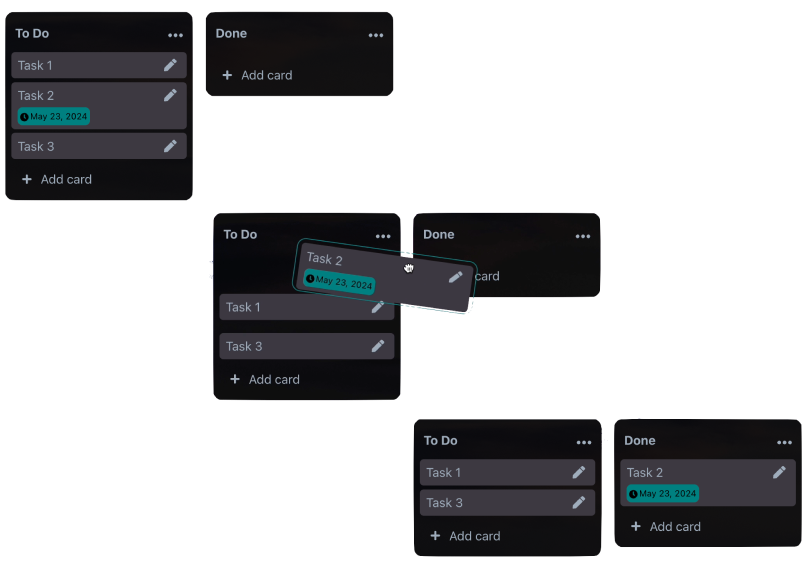 To Do
Task 1
Task 2
May 23, 2024
Task 3
+ Add card
Done
+ Add card
To Do
Task 2
May 23, 2024
Task 1
Task 3
+ Add card
Done
card
To Do
Task 1
Task 3
+ Add card
Done
Task 2
May 23, 2024
+ Add card